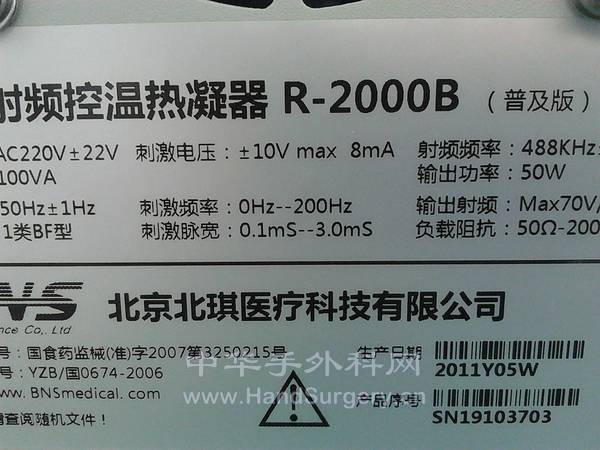 射频控温热凝器 R-2000B (普及版)
AC220V±22V 刺激电压：±10V max 8mA 射频频率：488KHz±
100VA 输出功率：50W
50Hz±1Hz 刺激频率：0Hz--200Hz 输出射频：Max70V/
1类BF型 刺激脉宽：0.1mS--3.0mS 负载阻抗：50Ω-200
BNS 北京北琪医疗科技有限公司
nce Co,. Ltd
号：国食药监械(准)字2007第3250215号 生产日期
2011Y05W
号：YZB/国0674-2006
中华手外科网
www.BNSmedical.com
www.HandSurgery.cn
产品序号
SN19103703
请查阅随机文件！